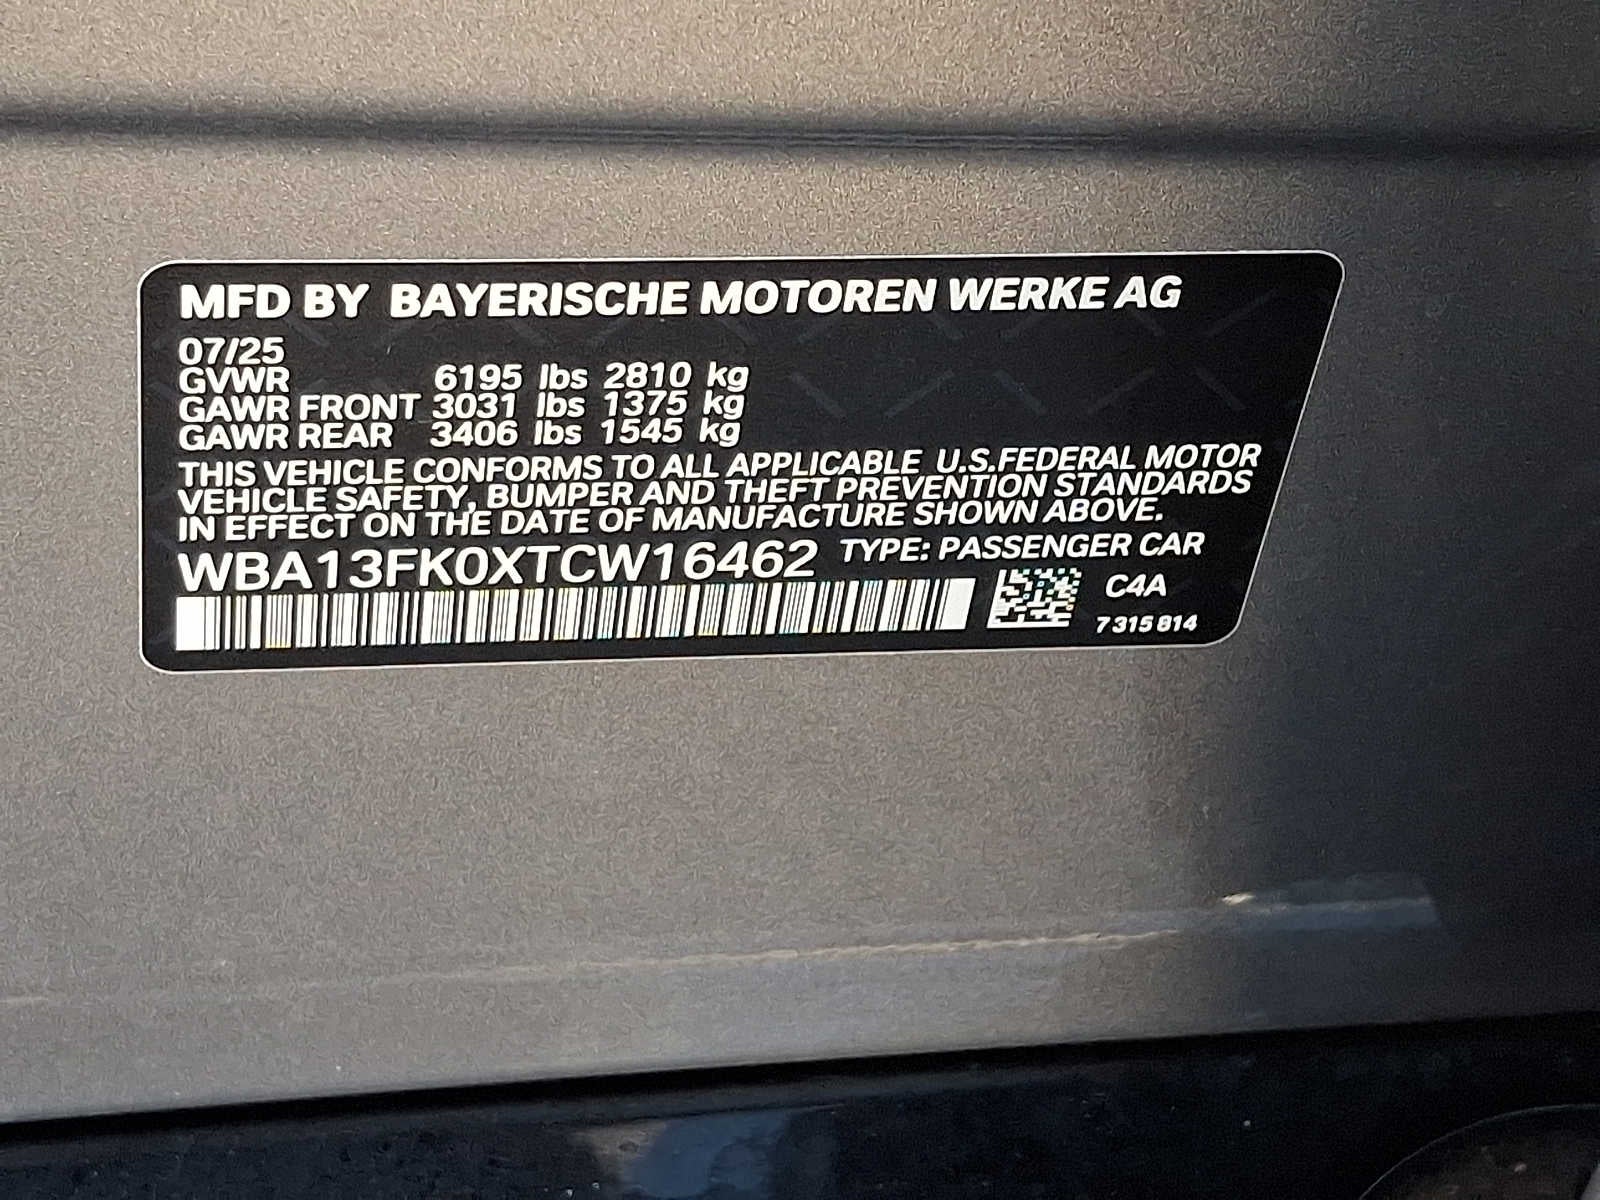 MFD BY BAYERISCHE MOTOREN WERKE AG
07/25
GVWR 6195 lbs 2810 kg
GAWR FRONT 3031 lbs 1375 kg
GAWR REAR 3406 lbs 1545 kg
THIS VEHICLE CONFORMS TO ALL APPLICABLE U.S.FEDERAL MOTOR
VEHICLE SAFETY, BUMPER AND THEFT PREVENTION STANDARDS
IN EFFECT ON THE DATE OF MANUFACTURE SHOWN ABOVE.
WBA13FK0XTCW16462 TYPE: PASSENGER CAR
C4A
7 315 814